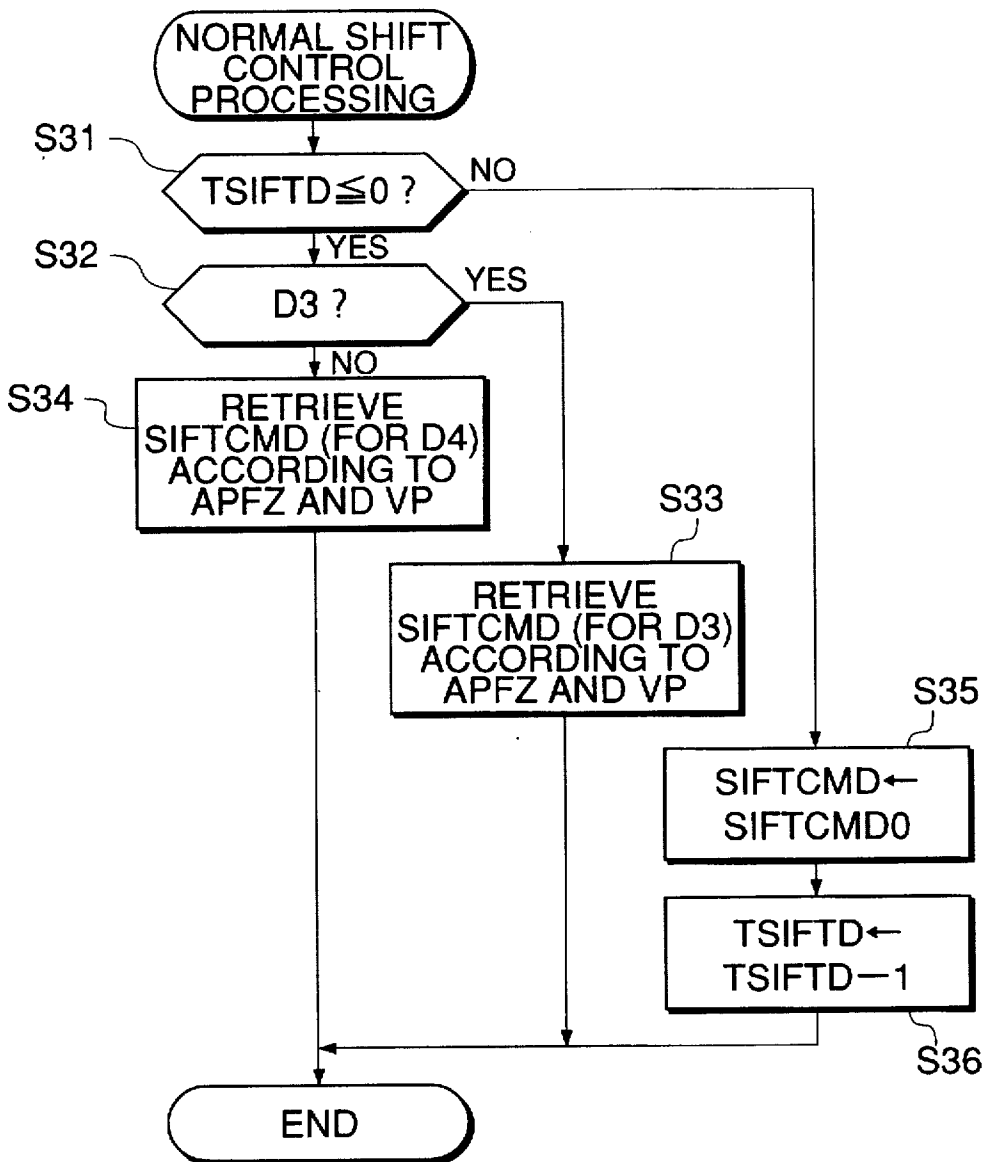 NORMAL SHIFT
CONTROL
PROCESSING
S31
TSIFTD≦0 ?
NO
YES
S32
D3 ?
YES
NO
S34
RETRIEVE
SIFTCMD (FOR D4)
ACCORDING TO
APFZ AND VP
S33
RETRIEVE
SIFTCMD (FOR D3)
ACCORDING TO
APFZ AND VP
S35
SIFTCMD←
SIFTCMD0
TSIFTD←
TSIFTD－1
S36
END